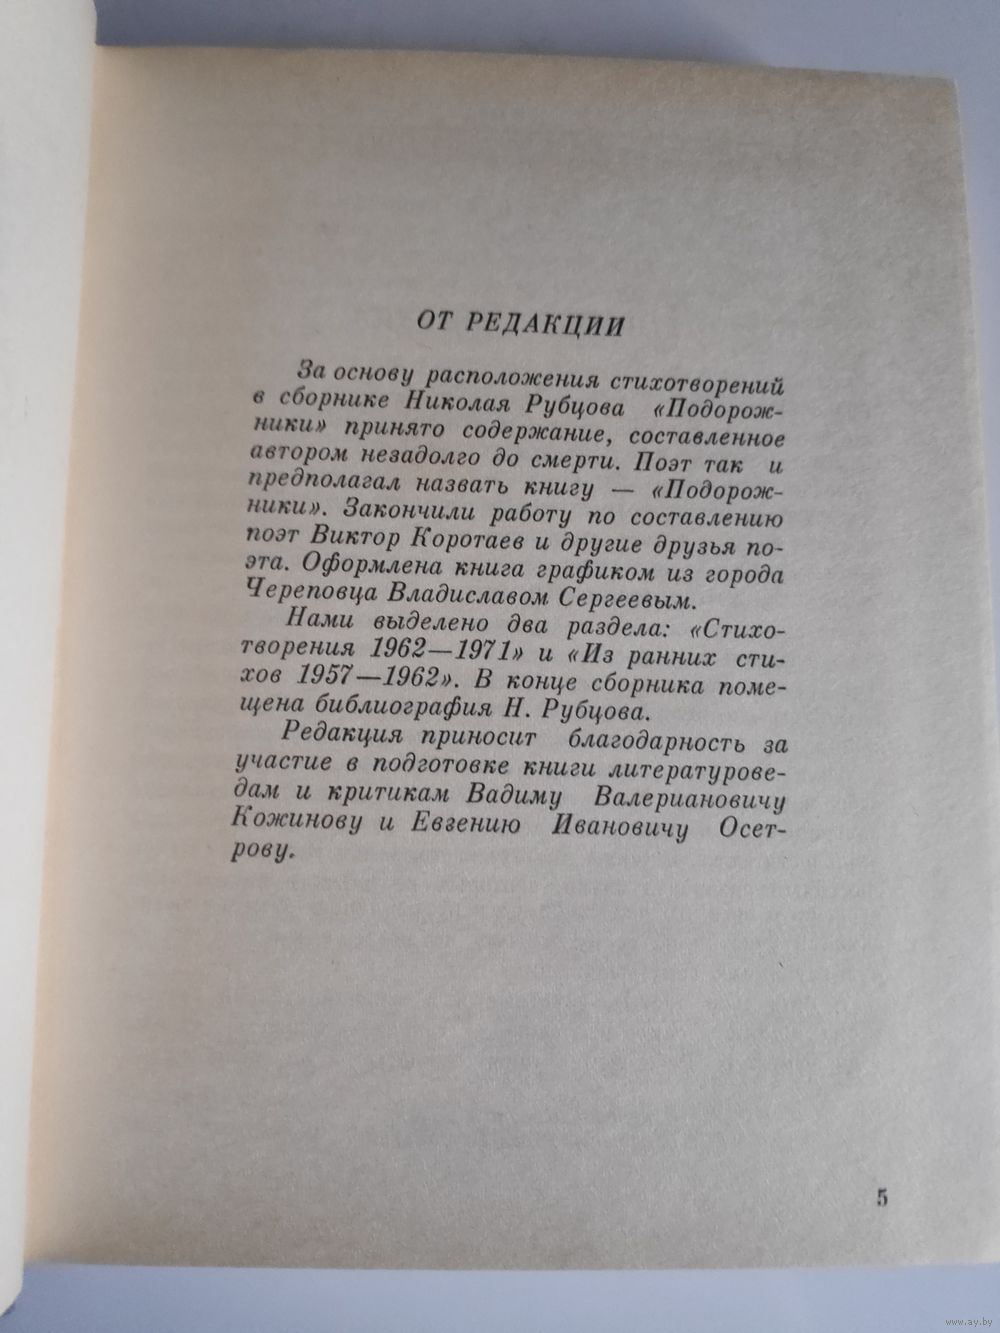 ОТ РЕДАКЦИИ
За основу расположения стихотворений
в сборнике Николая Рубцова «Подорож-
ники» принято содержание, составленное
автором незадолго до смерти. Поэт так и
предполагал назвать книгу — «Подорож-
ники». Закончили работу по составлению
поэт Виктор Коротаев и другие друзья по-
эта. Оформлена книга графиком из города
Череповца Владиславом Сергеевым.
Нами выделено два раздела: «Стихо-
творения 1962—1971» и «Из ранних сти-
хов 1957—1962». В конце сборника поме-
щена библиография Н. Рубцова.
Редакция приносит благодарность за
участие в подготовке книги литературове-
дам и критикам Вадиму Валериановичу
Кожинову и Евгению Ивановичу Осет-
рову.
5
www.ay.by